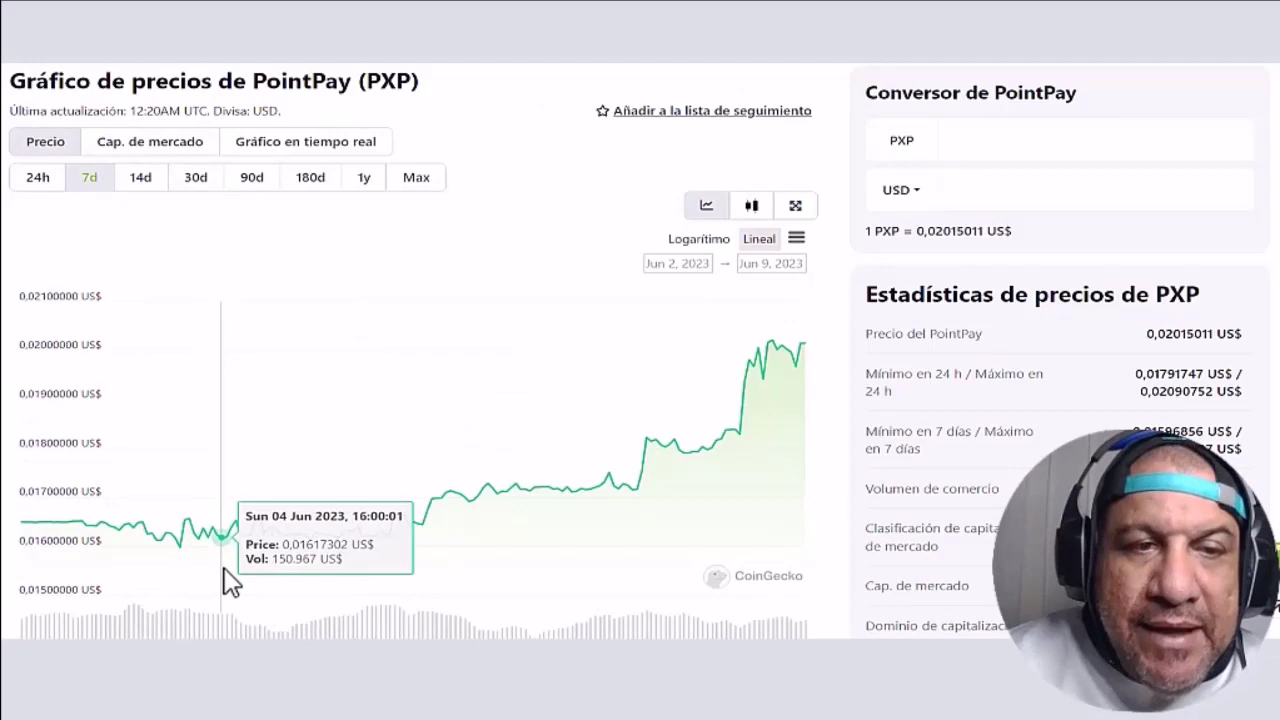 Gráfico de precios de PointPay (PXP)
Última actualización: 12:20AM UTC. Divisa: USD.
Añadir a la lista de seguimiento
Precio Cap. de mercado Gráfico en tiempo real
24h 7d 14d 30d 90d 180d 1y Max
Logarítimo Lineal
Jun 2, 2023 → Jun 9, 2023
0,02100000 US$
0,02000000 US$
0,01900000 US$
0,01800000 US$
0,01700000 US$
0,01600000 US$
0,01500000 US$
Sun 04 Jun 2023, 16:00:01
Price: 0,01617302 US$
Vol: 150.967 US$
CoinGecko
Conversor de PointPay
PXP
USD
1 PXP = 0,02015011 US$
Estadísticas de precios de PXP
Precio del PointPay 0,02015011 US$
Mínimo en 24 h / Máximo en 24 h 0,01791747 US$ /
0,02090752 US$
Mínimo en 7 días / Máximo
en 7 días US$
Volumen de comercio
Clasificación de
de mercado
Cap. de mercado
Dominio de